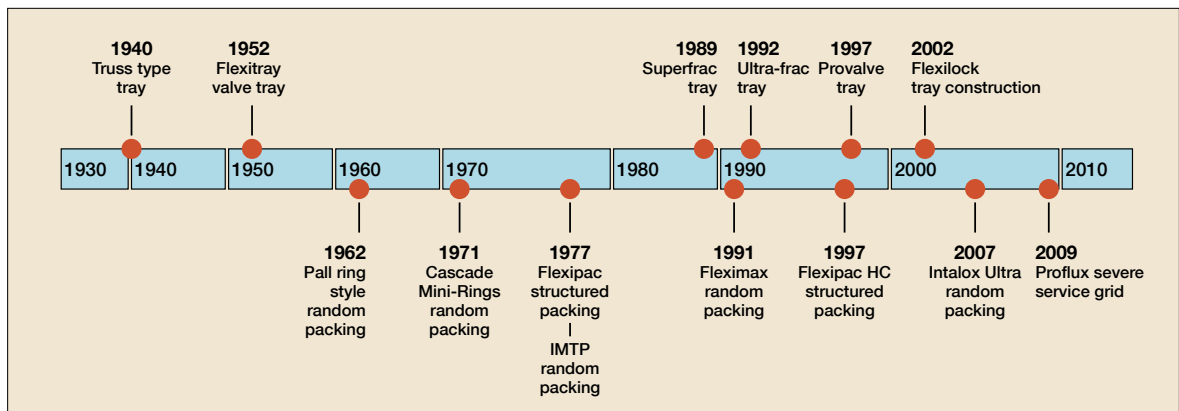 1940
Truss type
tray
1952
Flexitray
valve tray
1989
Superfrac
tray
1992
Ultra-frac
tray
1997
Provalve
tray
2002
Flexilock
tray construction
1930
1940
1950
1960
1970
1980
1990
2000
2010
1962
Pall ring
style
random
packing
1971
Cascade
Mini-Rings
random
packing
1977
Flexipac
structured
packing
IMTP
random
packing
1991
Fleximax
random
packing
1997
Flexipac HC
structured
packing
2007
Intalox Ultra
random
packing
2009
Proflux severe
service grid